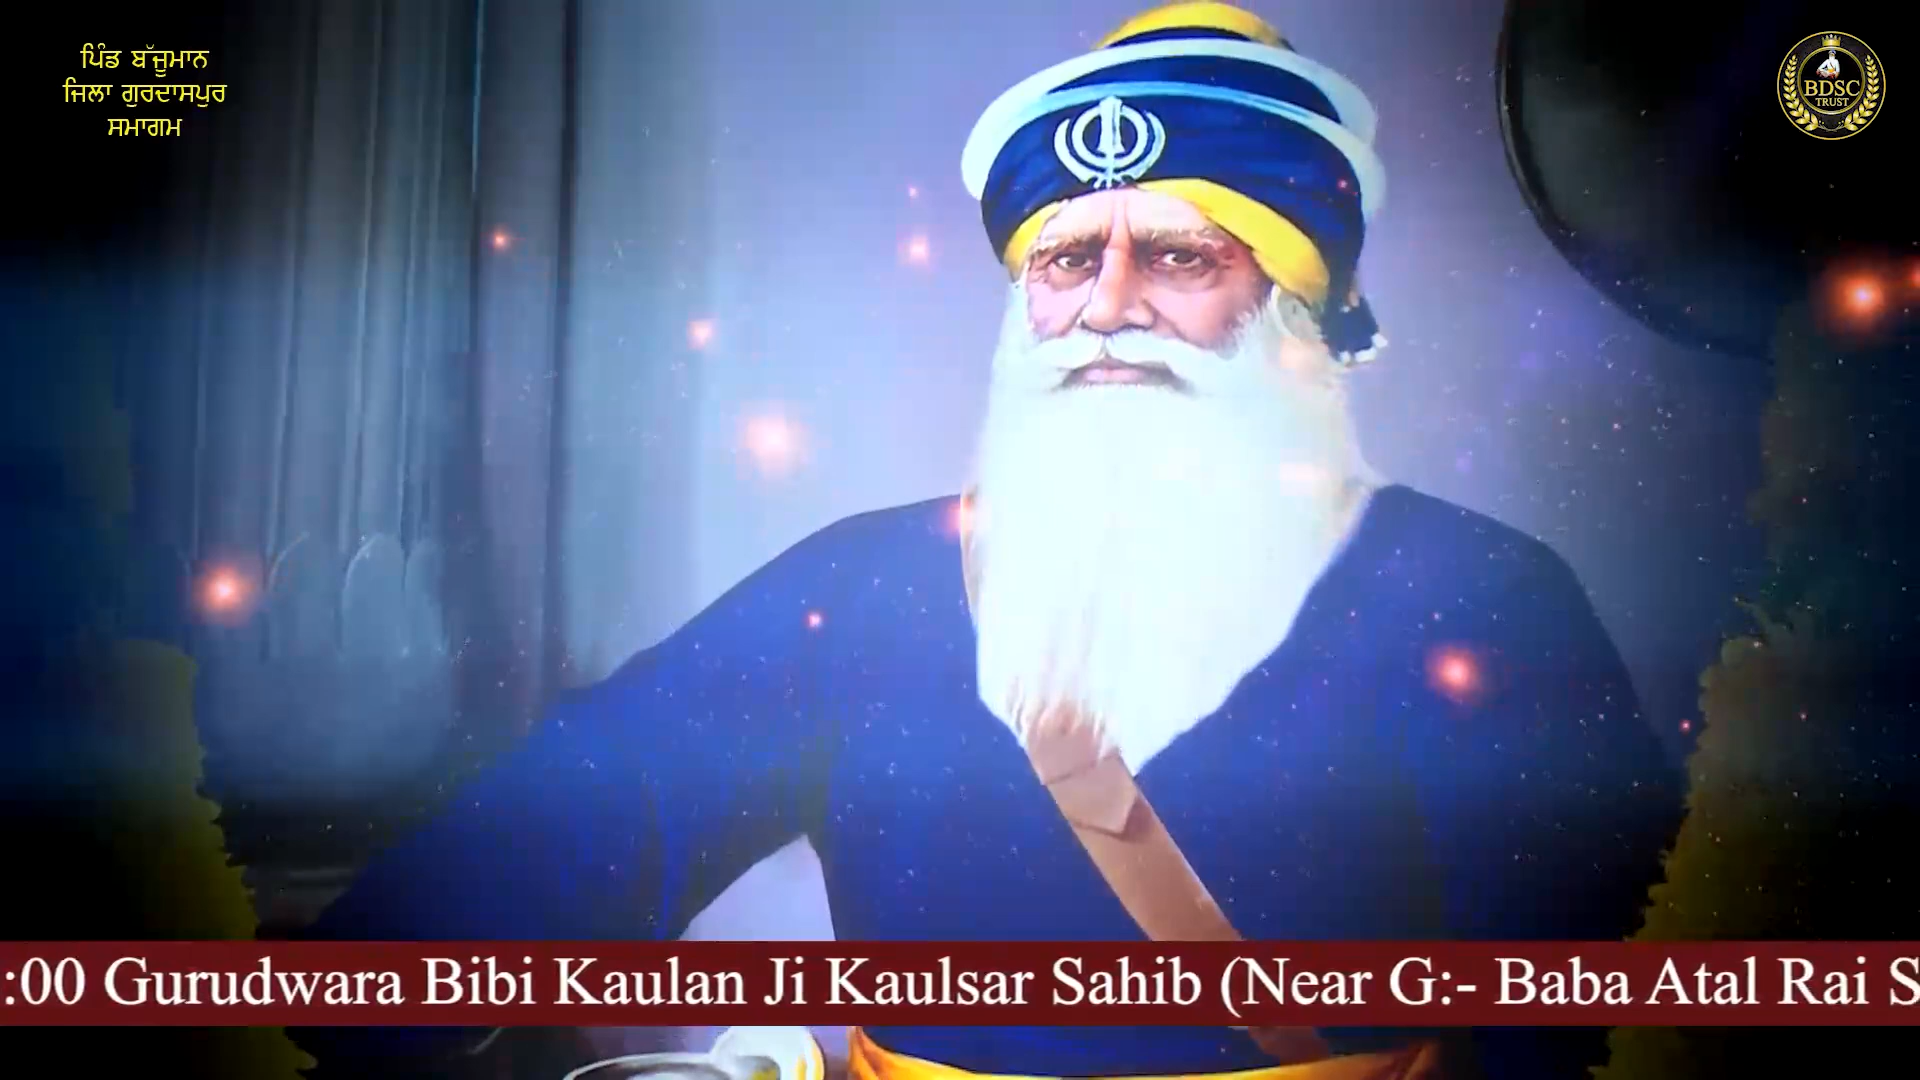 ਪਿੰਡ ਬੱਜੂਮਾਨ
ਜਿਲਾ ਗੁਰਦਾਸਪੁਰ
ਸਮਾਗਮ
BDSC
TRUST
:00 Gurudwara Bibi Kaulan Ji Kaulsar Sahib (Near G:- Baba Atal Rai S